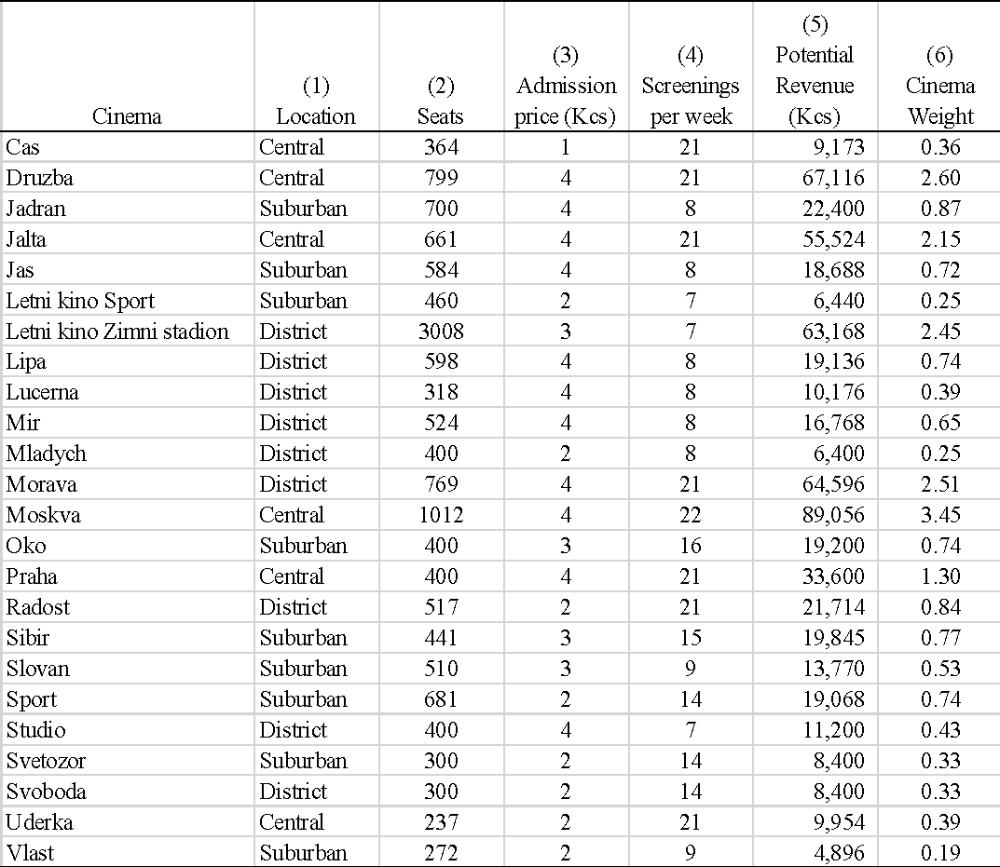 Cinema (1) Location (2) Seats (3) Admission price (Kcs) (4) Screenings per week (5) Potential Revenue (Kcs) (6) Cinema Weight
Cas Central 364 1 21 9,173 0.36
Druzba Central 799 4 21 67,116 2.60
Jadran Suburban 700 4 8 22,400 0.87
Jalta Central 661 4 21 55,524 2.15
Jas Suburban 584 4 8 18,688 0.72
Letni kino Sport Suburban 460 2 7 6,440 0.25
Letni kino Zimni stadion District 3008 3 7 63,168 2.45
Lipa District 598 4 8 19,136 0.74
Lucerna District 318 4 8 10,176 0.39
Mir District 524 4 8 16,768 0.65
Mladych District 400 2 8 6,400 0.25
Morava District 769 4 21 64,596 2.51
Moskva Central 1012 4 22 89,056 3.45
Oko Suburban 400 3 16 19,200 0.74
Praha Central 400 4 21 33,600 1.30
Radost District 517 2 21 21,714 0.84
Sibir Suburban 441 3 15 19,845 0.77
Slovan Suburban 510 3 9 13,770 0.53
Sport Suburban 681 2 14 19,068 0.74
Studio District 400 4 7 11,200 0.43
Svetozor Suburban 300 2 14 8,400 0.33
Svoboda District 300 2 14 8,400 0.33
Uderka Central 237 2 21 9,954 0.39
Vlast Suburban 272 2 9 4,896 0.19